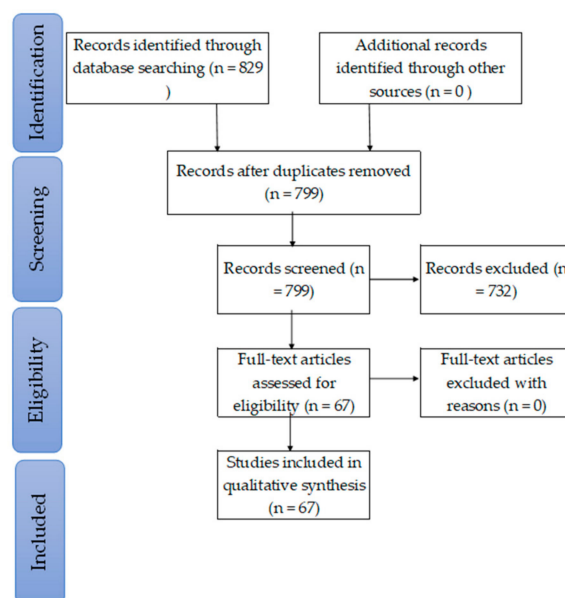 Identification
Records identified through
database searching (n = 829
)
Additional records
identified through other
sources (n = 0 )
Screening
Records after duplicates removed
(n = 799)
Records screened (n
= 799)
Records excluded (n
= 732)
Eligibility
Full-text articles
assessed for
eligibility (n = 67)
Full-text articles
excluded with
reasons (n = 0)
Included
Studies included in
qualitative synthesis
(n = 67)